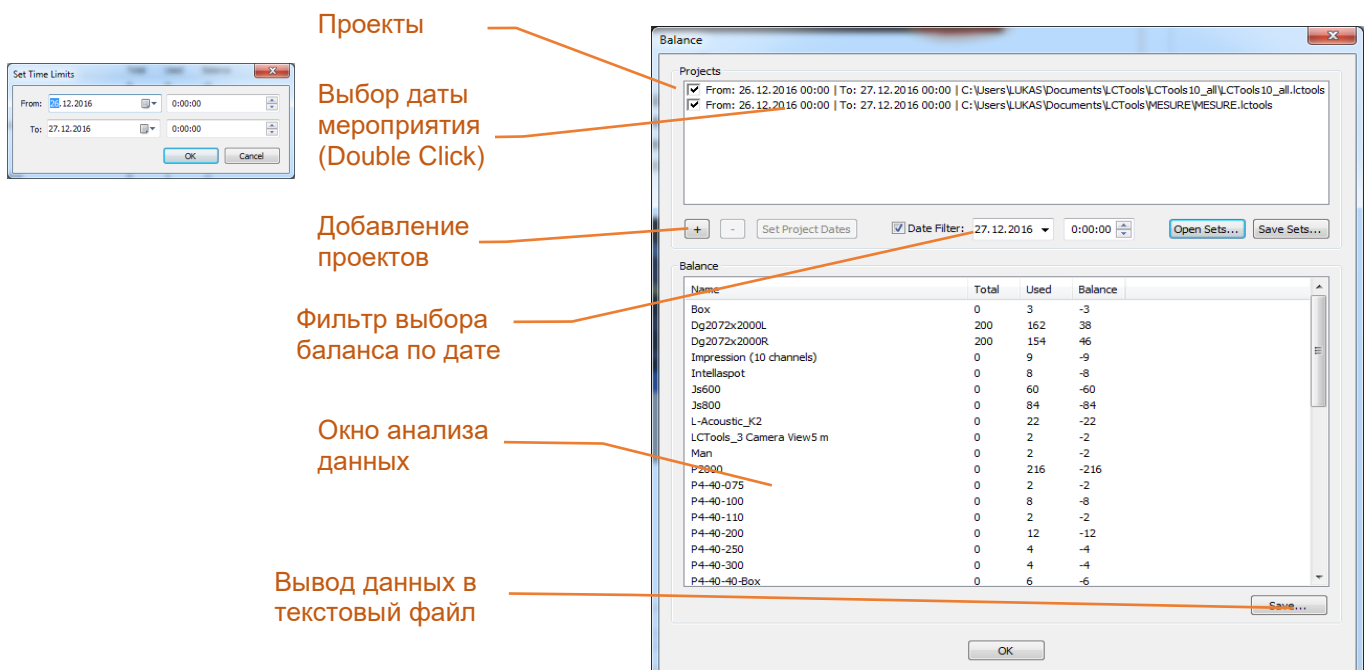 Проекты
Выбор даты
мероприятия
(Double Click)
Добавление
проектов
Фильтр выбора
баланса по дате
Окно анализа
данных
Вывод данных в
текстовый файл
Set Time Limits
From: 26.12.2016 0:00:00
To: 27.12.2016 0:00:00
OK Cancel
Balance
Projects
From: 26.12.2016 00:00 | To: 27.12.2016 00:00 | C:\Users\LUKAS\Documents\LCTools\LCTools10_all\LCTools10_all.lctools
From: 26.12.2016 00:00 | To: 27.12.2016 00:00 | C:\Users\LUKAS\Documents\LCTools\MESURE\MESURE.lctools
+ - Set Project Dates Date Filter: 27.12.2016 0:00:00 Open Sets... Save Sets...
Balance
Name Total Used Balance
Box 0 3 -3
Dg2072x2000L 200 162 38
Dg2072x2000R 200 154 46
Impression (10 channels) 0 9 -9
Intellaspot 0 8 -8
Js600 0 60 -60
Js800 0 84 -84
L-Acoustic_K2 0 22 -22
LCTools_3 Camera View5 m 0 2 -2
Man 0 2 -2
P2000 0 216 -216
P4-40-075 0 2 -2
P4-40-100 0 8 -8
P4-40-110 0 2 -2
P4-40-200 0 12 -12
P4-40-250 0 4 -4
P4-40-300 0 4 -4
P4-40-40-Box 0 6 -6
Save...
OK